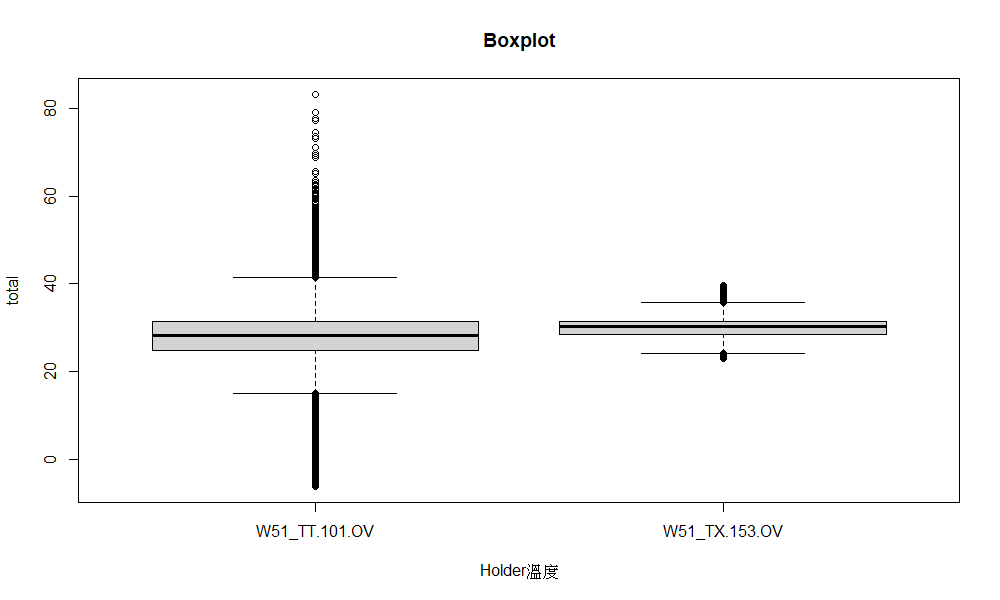 Boxplot
total
80
60
40
20
0
W51_TT.101.OV
W51_TX.153.OV
Holder溫度